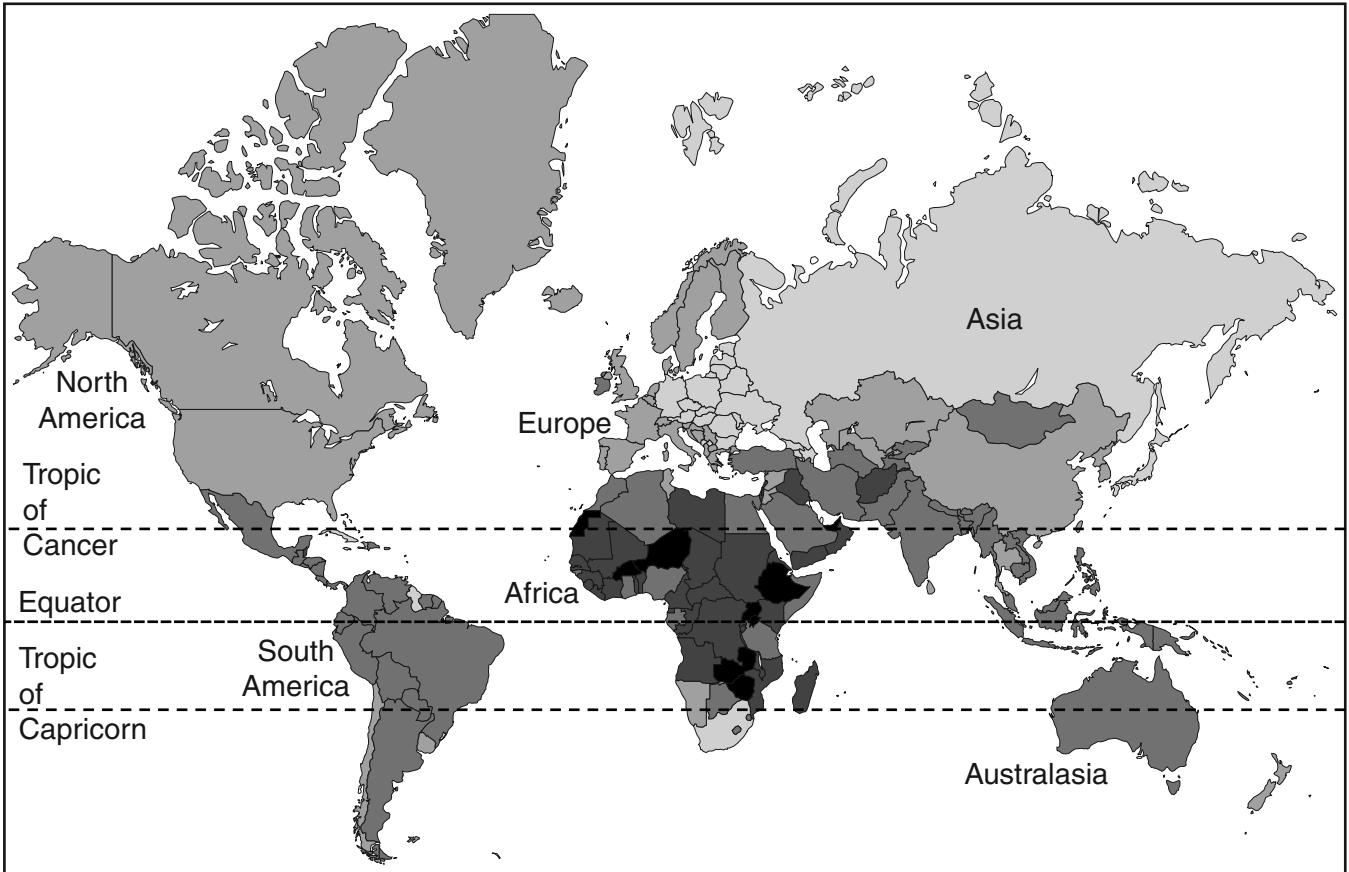 Asia
North
America
Europe
Tropic
of
Cancer
Africa
Equator
South
America
Tropic
of
Capricorn
Australasia